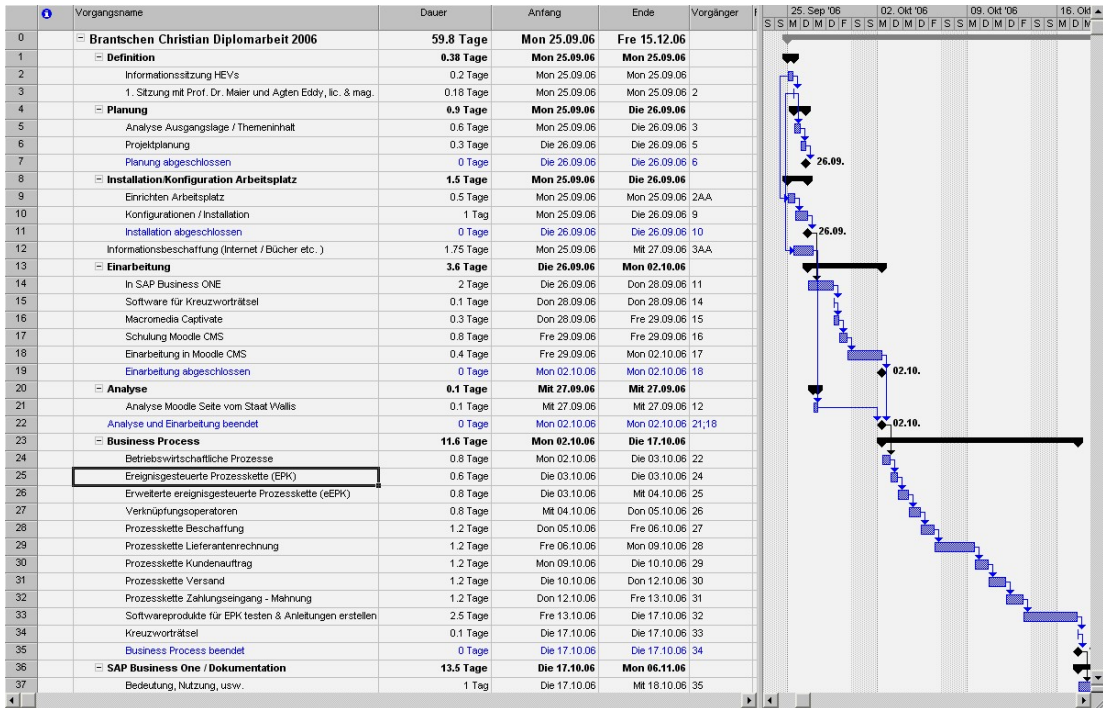 Vorgangsname Dauer Anfang Ende Vorgänger 25. Sep '06 02. Okt '06 09. Okt '06 16. Okt
S S M D M D F S S M D M D F S S M D M D F S S M D M
0 Brantschen Christian Diplomarbeit 2006 59.8 Tage Mon 25.09.06 Fre 15.12.06
1 Definition 0.38 Tage Mon 25.09.06 Mon 25.09.06
2 Informationssitzung HEVs 0.2 Tage Mon 25.09.06 Mon 25.09.06
3 1. Sitzung mit Prof. Dr. Maier und Agten Eddy, lic. & mag. 0.18 Tage Mon 25.09.06 Mon 25.09.06 2
4 Planung 0.9 Tage Mon 25.09.06 Die 26.09.06
5 Analyse Ausgangslage / Themeninhalt 0.6 Tage Mon 25.09.06 Die 26.09.06 3
6 Projektplanung 0.3 Tage Die 26.09.06 Die 26.09.06 5
7 Planung abgeschlossen 0 Tage Die 26.09.06 Die 26.09.06 6 26.09.
8 Installation/Konfiguration Arbeitsplatz 1.5 Tage Mon 25.09.06 Die 26.09.06
9 Einrichten Arbeitsplatz 0.5 Tage Mon 25.09.06 Mon 25.09.06 2AA
10 Konfigurationen / Installation 1 Tag Mon 25.09.06 Die 26.09.06 9
11 Installation abgeschlossen 0 Tage Die 26.09.06 Die 26.09.06 10 26.09.
12 Informationsbeschaffung (Internet / Bücher etc. ) 1.75 Tage Mon 25.09.06 Mit 27.09.06 3AA
13 Einarbeitung 3.6 Tage Die 26.09.06 Mon 02.10.06
14 In SAP Business ONE 2 Tage Die 26.09.06 Don 28.09.06 11
15 Software für Kreuzworträtsel 0.1 Tage Don 28.09.06 Don 28.09.06 14
16 Macromedia Captivate 0.3 Tage Don 28.09.06 Fre 29.09.06 15
17 Schulung Moodle CMS 0.8 Tage Fre 29.09.06 Fre 29.09.06 16
18 Einarbeitung in Moodle CMS 0.4 Tage Fre 29.09.06 Mon 02.10.06 17
19 Einarbeitung abgeschlossen 0 Tage Mon 02.10.06 Mon 02.10.06 18 02.10.
20 Analyse 0.1 Tage Mit 27.09.06 Mit 27.09.06
21 Analyse Moodle Seite vom Staat Wallis 0.1 Tage Mit 27.09.06 Mit 27.09.06 12
22 Analyse und Einarbeitung beendet 0 Tage Mon 02.10.06 Mon 02.10.06 21;18 02.10.
23 Business Process 11.6 Tage Mon 02.10.06 Die 17.10.06
24 Betriebswirtschaftliche Prozesse 0.8 Tage Mon 02.10.06 Die 03.10.06 22
25 Ereignisgesteuerte Prozesskette (EPK) 0.6 Tage Die 03.10.06 Die 03.10.06 24
26 Erweiterte ereignisgesteuerte Prozesskette (eEPK) 0.8 Tage Die 03.10.06 Mit 04.10.06 25
27 Verknüpfungsoperatoren 0.8 Tage Mit 04.10.06 Don 05.10.06 26
28 Prozesskette Beschaffung 1.2 Tage Don 05.10.06 Fre 06.10.06 27
29 Prozesskette Lieferantenrechnung 1.2 Tage Fre 06.10.06 Mon 09.10.06 28
30 Prozesskette Kundenauftrag 1.2 Tage Mon 09.10.06 Die 10.10.06 29
31 Prozesskette Versand 1.2 Tage Die 10.10.06 Don 12.10.06 30
32 Prozesskette Zahlungseingang - Mahnung 1.2 Tage Don 12.10.06 Fre 13.10.06 31
33 Softwareprodukte für EPK testen & Anleitungen erstellen 2.5 Tage Fre 13.10.06 Die 17.10.06 32
34 Kreuzworträtsel 0.1 Tage Die 17.10.06 Die 17.10.06 33
35 Business Process beendet 0 Tage Die 17.10.06 Die 17.10.06 34
36 SAP Business One / Dokumentation 13.5 Tage Die 17.10.06 Mon 06.11.06
37 Bedeutung, Nutzung, usw. 1 Tag Die 17.10.06 Mit 18.10.06 35